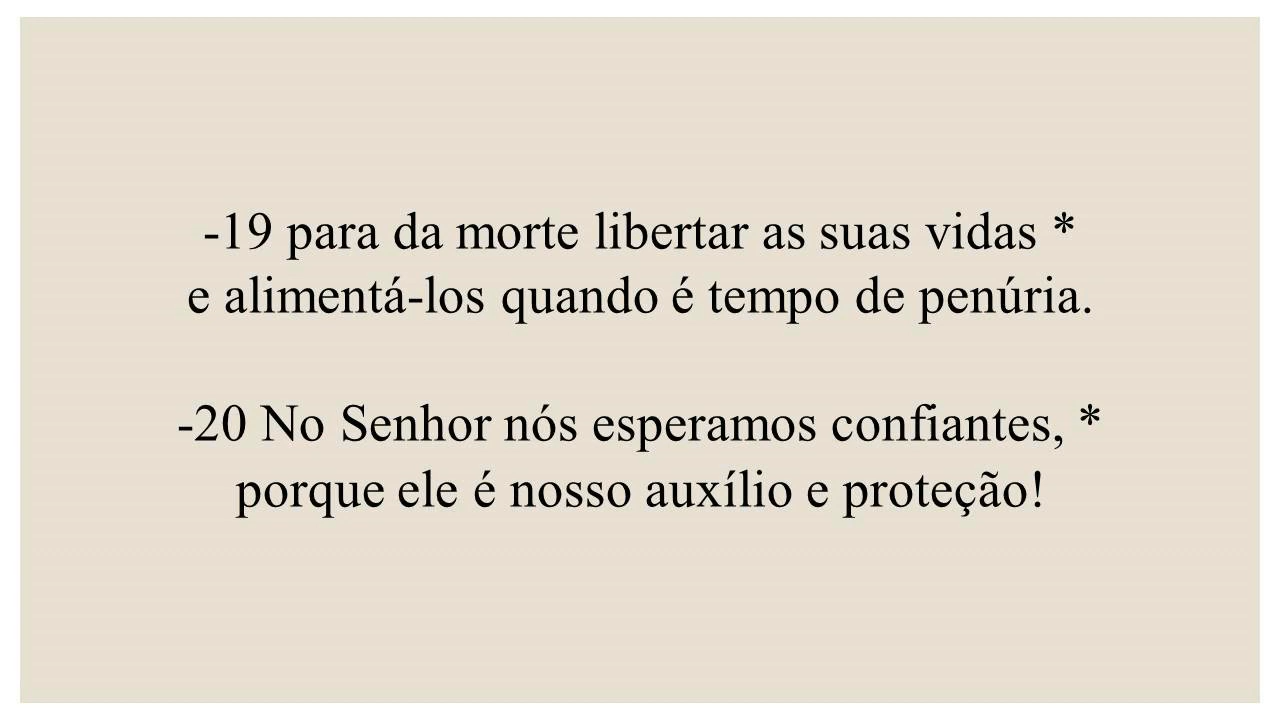 -19 para da morte libertar as suas vidas *
e alimentá-los quando é tempo de penúria.
-20 No Senhor nós esperamos confiantes, *
porque ele é nosso auxílio e proteção!